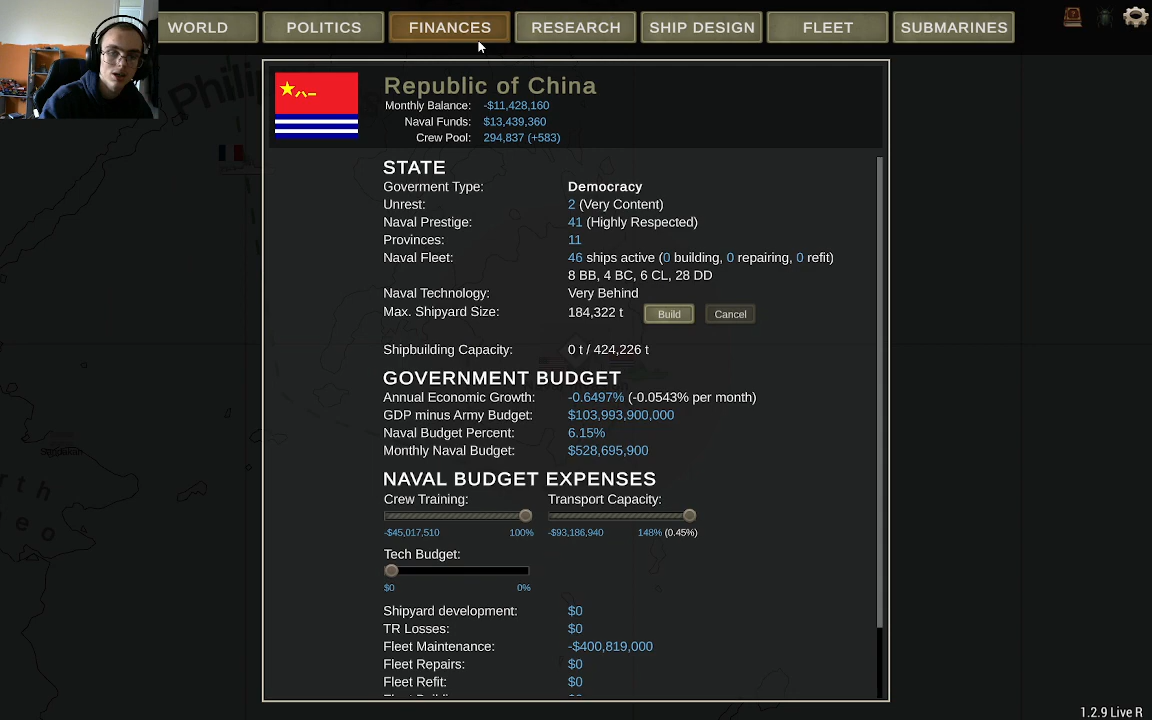 WORLD
POLITICS
FINANCES
RESEARCH
SHIP DESIGN
FLEET
SUBMARINES
Republic of China
Monthly Balance: -$11,428,160
Naval Funds: $13,439,360
Crew Pool: 294,837 (+583)
STATE
Goverment Type: Democracy
Unrest: 2 (Very Content)
Naval Prestige: 41 (Highly Respected)
Provinces: 11
Naval Fleet: 46 ships active (0 building, 0 repairing, 0 refit)
8 BB, 4 BC, 6 CL, 28 DD
Naval Technology: Very Behind
Max. Shipyard Size: 184,322 t Build Cancel
Shipbuilding Capacity: 0 t / 424,226 t
GOVERNMENT BUDGET
Annual Economic Growth: -0.6497% (-0.0543% per month)
GDP minus Army Budget: $103,993,900,000
Naval Budget Percent: 6.15%
Monthly Naval Budget: $528,695,900
NAVAL BUDGET EXPENSES
Crew Training: Transport Capacity:
-$45,017,510 100% -$93,186,940 148% (0.45%)
Tech Budget:
$0 0%
Shipyard development: $0
TR Losses: $0
Fleet Maintenance: -$400,819,000
Fleet Repairs: $0
Fleet Refit: $0
1.2.9 Live R